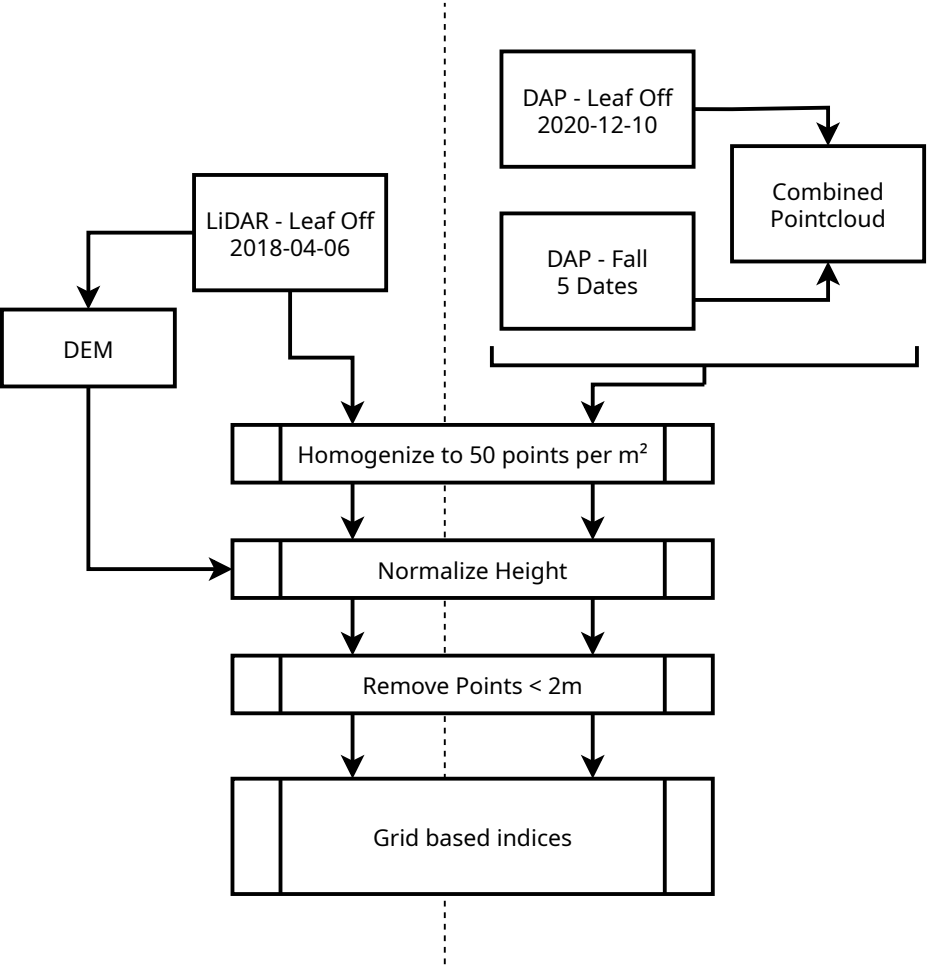 DAP - Leaf Off
2020-12-10
Combined
Pointcloud
LiDAR - Leaf Off
2018-04-06
DAP - Fall
5 Dates
DEM
Homogenize to 50 points per m²
Normalize Height
Remove Points < 2m
Grid based indices